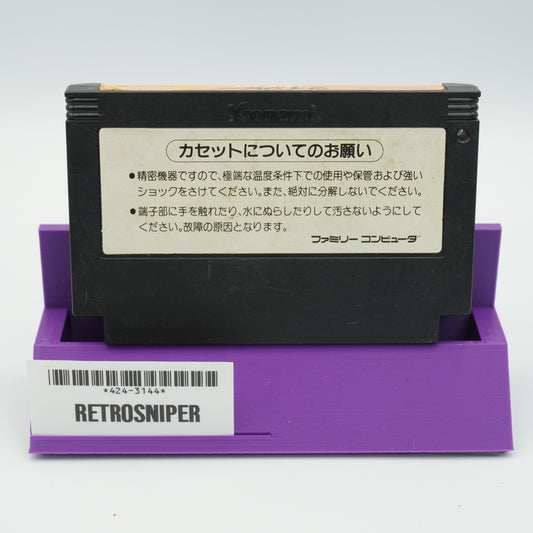 Konami
カセットについてのお願い
● 精密機器ですので、極端な温度条件下での使用や保管および強い
ショックをさけてください。また、絶対に分解しないでください。
● 端子部に手を触れたり、水にぬらしたりして汚さないようにして
ください。故障の原因となります。
ファミリー コンピュータ
*424-3144*
RETROSNIPER